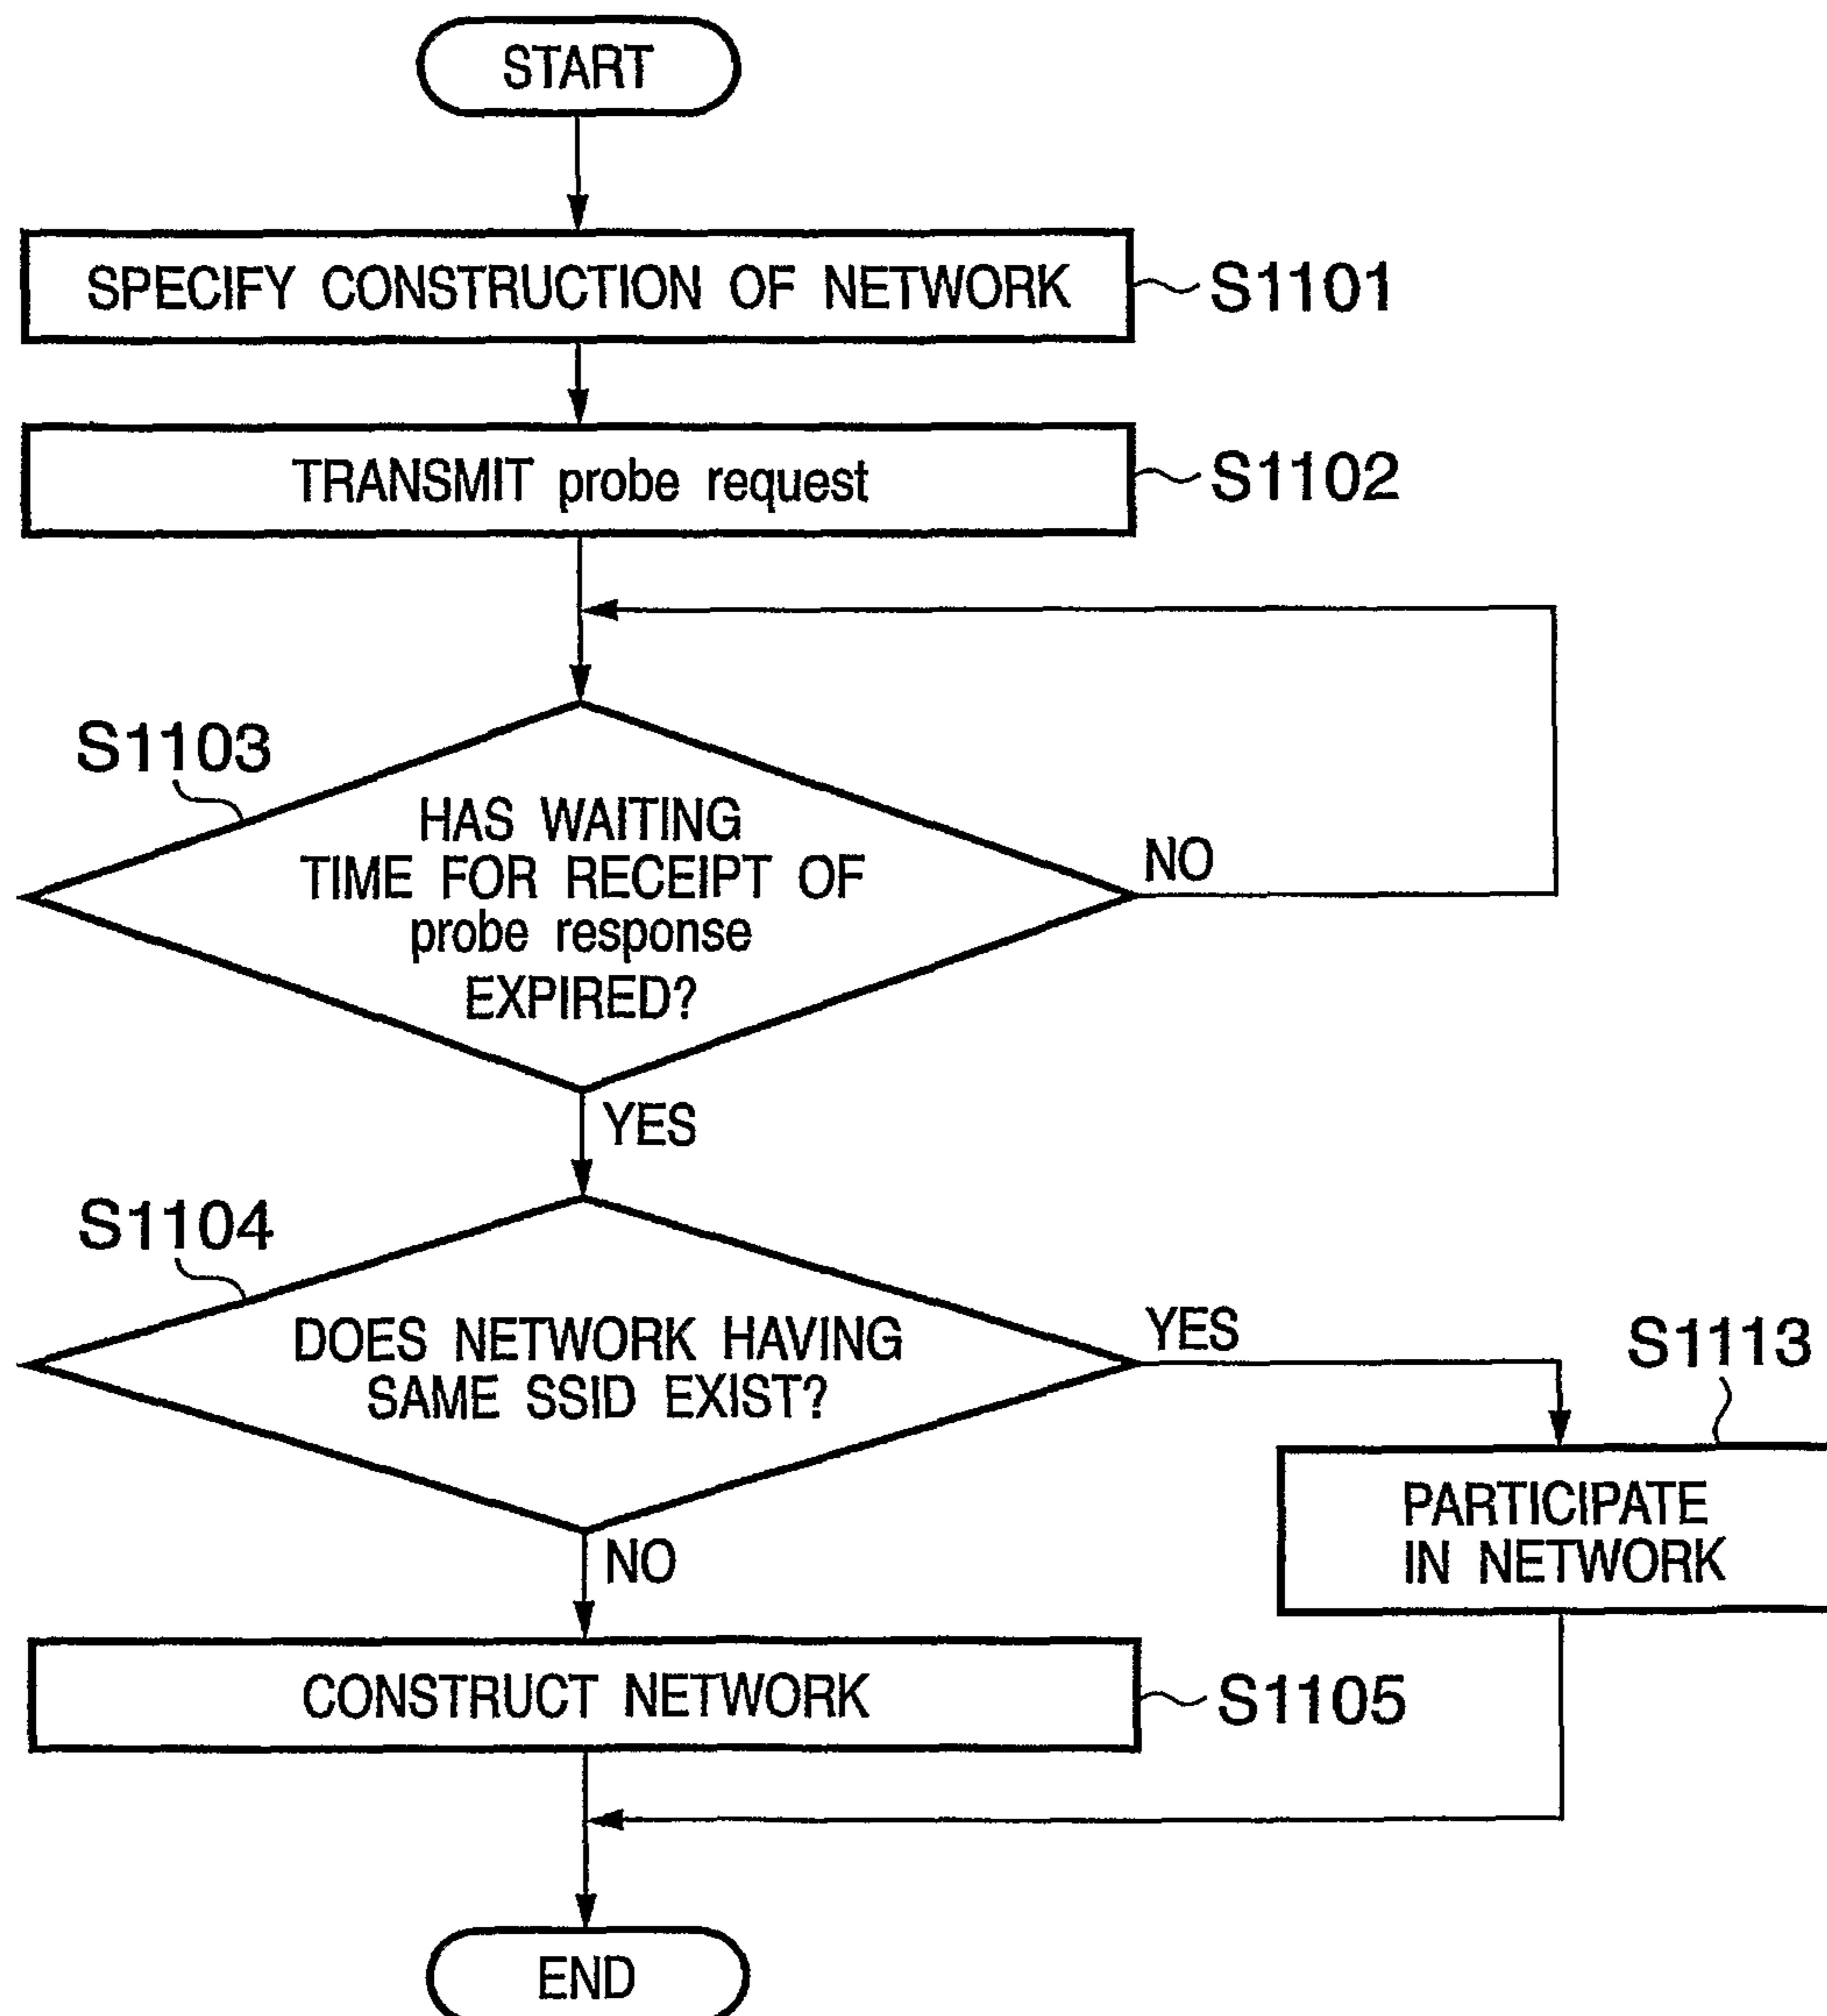 START
SPECIFY CONSTRUCTION OF NETWORK
S1101
TRANSMIT probe request
S1102
S1103
HAS WAITING
TIME FOR RECEIPT OF
probe response
EXPIRED?
NO
YES
S1104
DOES NETWORK HAVING
SAME SSID EXIST?
YES
S1113
PARTICIPATE
IN NETWORK
NO
CONSTRUCT NETWORK
S1105
END